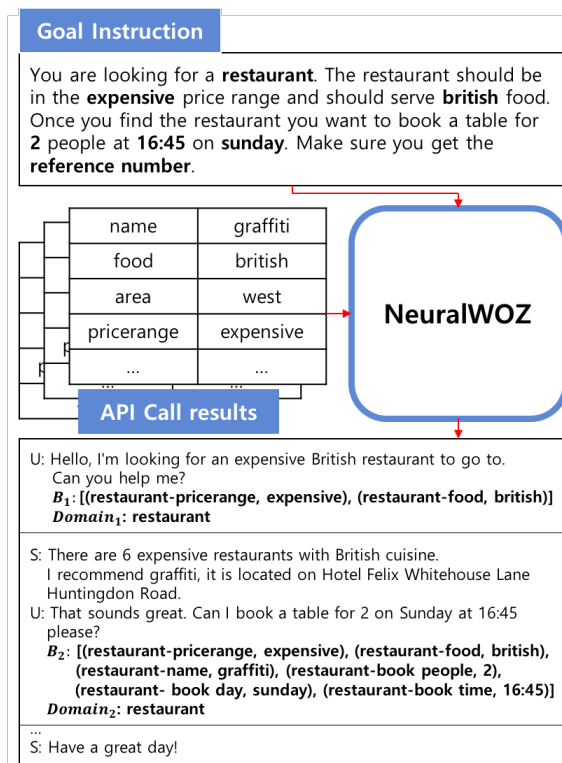 Goal Instruction
You are looking for a restaurant. The restaurant should be
in the expensive price range and should serve british food.
Once you find the restaurant you want to book a table for
2 people at 16:45 on sunday. Make sure you get the
reference number.
name graffiti
food british
area west
pricerange expensive
... ...
p
p
... ...
API Call results
NeuralWOZ
U: Hello, I'm looking for an expensive British restaurant to go to.
Can you help me?
B₁: [(restaurant-pricerange, expensive), (restaurant-food, british)]
Domain₁: restaurant
S: There are 6 expensive restaurants with British cuisine.
I recommend graffiti, it is located on Hotel Felix Whitehouse Lane
Huntingdon Road.
U: That sounds great. Can I book a table for 2 on Sunday at 16:45
please?
B₂: [(restaurant-pricerange, expensive), (restaurant-food, british),
(restaurant-name, graffiti), (restaurant-book people, 2),
(restaurant- book day, sunday), (restaurant-book time, 16:45)]
Domain₂: restaurant
...
S: Have a great day!